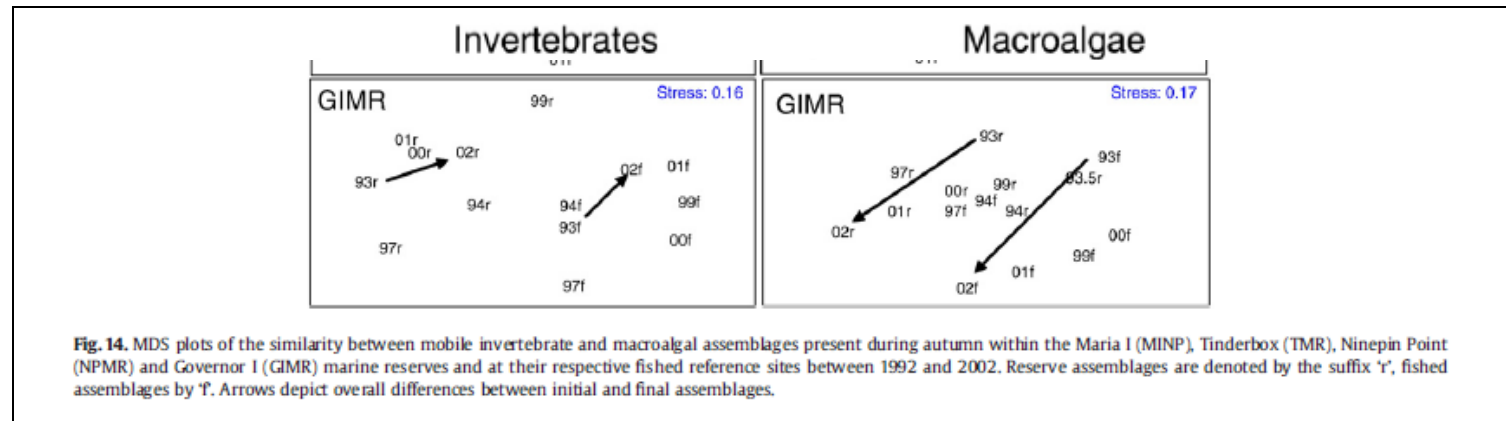 Invertebrates Macroalgae
GIMR Stress: 0.16
99r
01r
00r 02r
93r
02f 01f
94r 94f 99f
93f
97r 00f
97f
GIMR Stress: 0.17
93r
93f
97r 93.5r
00r 99r
94f
01r 97f 94r
02r
00f
99f
01f
02f
Fig. 14. MDS plots of the similarity between mobile invertebrate and macroalgal assemblages present during autumn within the Maria I (MINP), Tinderbox (TMR), Ninepin Point
(NPMR) and Governor I (GIMR) marine reserves and at their respective fished reference sites between 1992 and 2002. Reserve assemblages are denoted by the suffix ‘r’, fished
assemblages by ‘f’. Arrows depict overall differences between initial and final assemblages.